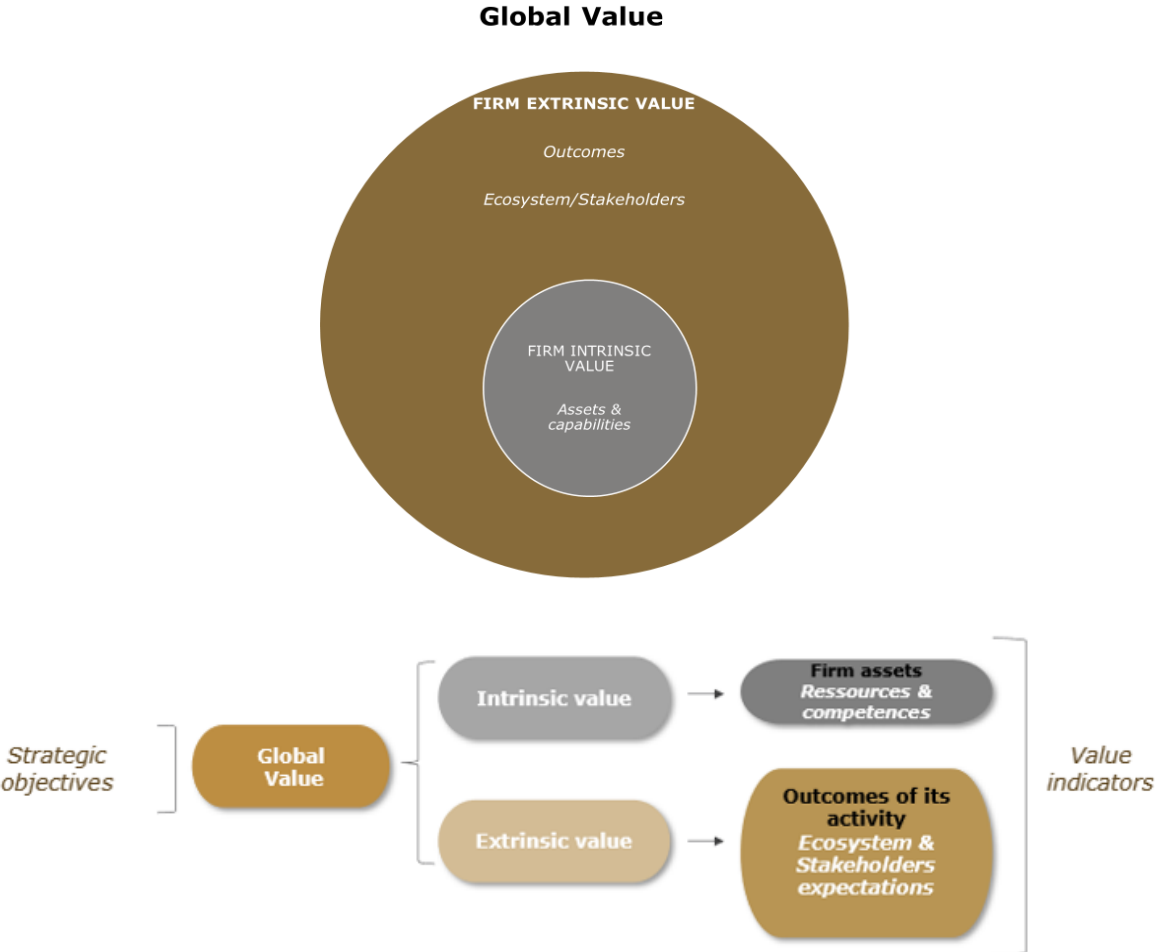 Global Value
FIRM EXTRINSIC VALUE
Outcomes
Ecosystem/Stakeholders
FIRM INTRINSIC
VALUE
Assets &
capabilities
Strategic
objectives
Global
Value
Intrinsic value
Extrinsic value
Firm assets
Ressources &
competences
Outcomes of its
activity
Ecosystem &
Stakeholders
expectations
Value
indicators